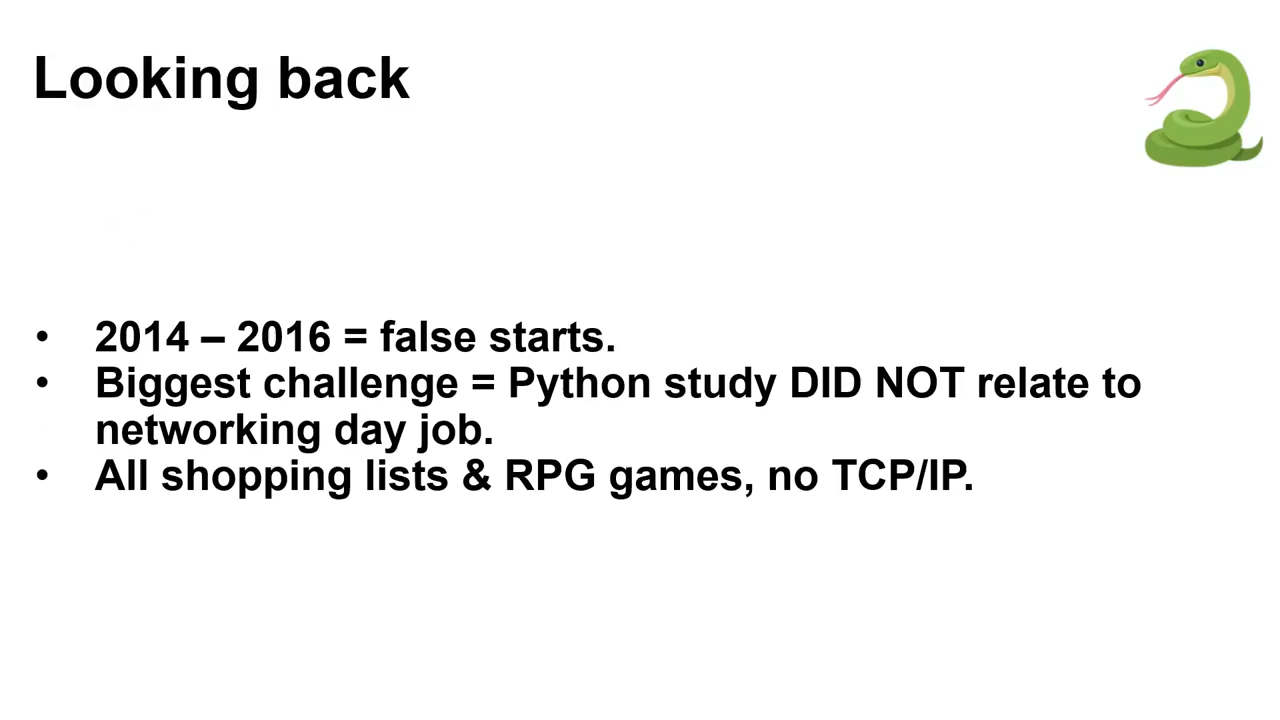 Looking back
• 2014 – 2016 = false starts.
• Biggest challenge = Python study DID NOT relate to
networking day job.
• All shopping lists & RPG games, no TCP/IP.